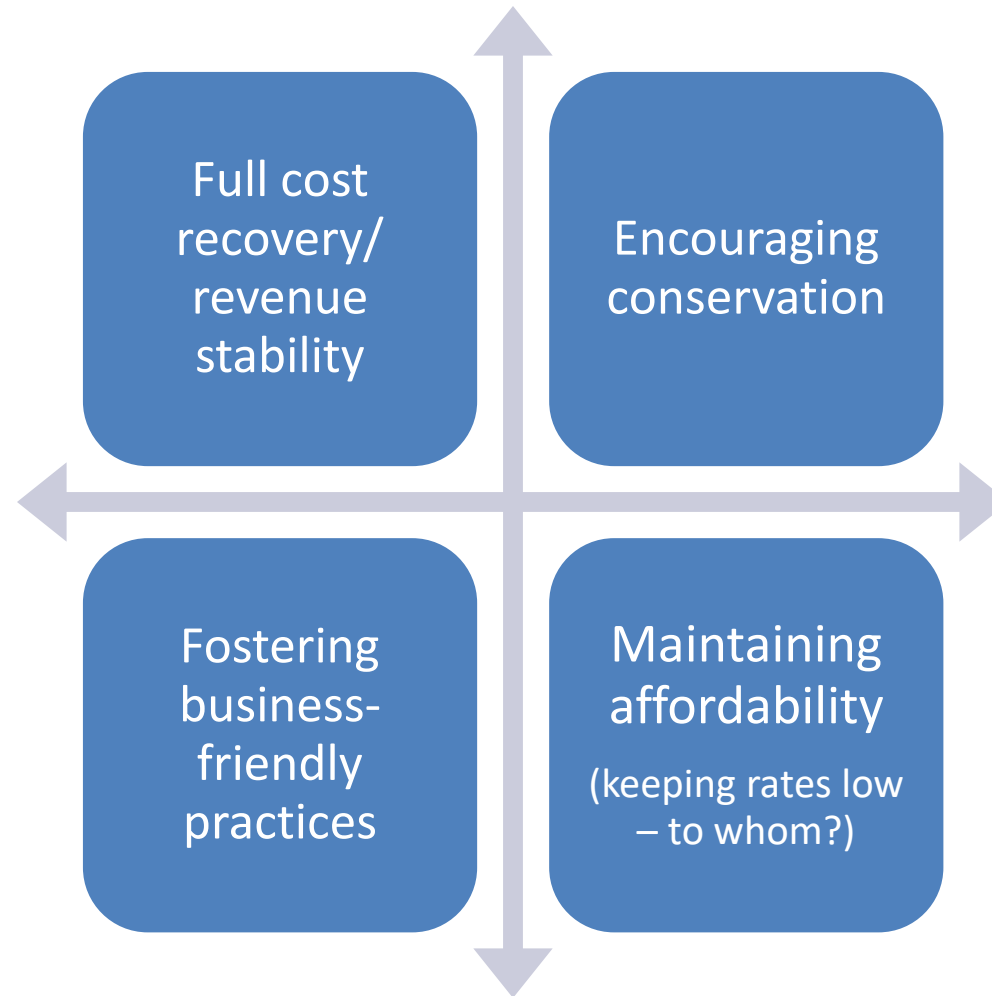 Full cost
recovery/
revenue
stability
Encouraging
conservation
Fostering
business-
friendly
practices
Maintaining
affordability
(keeping rates low
– to whom?)